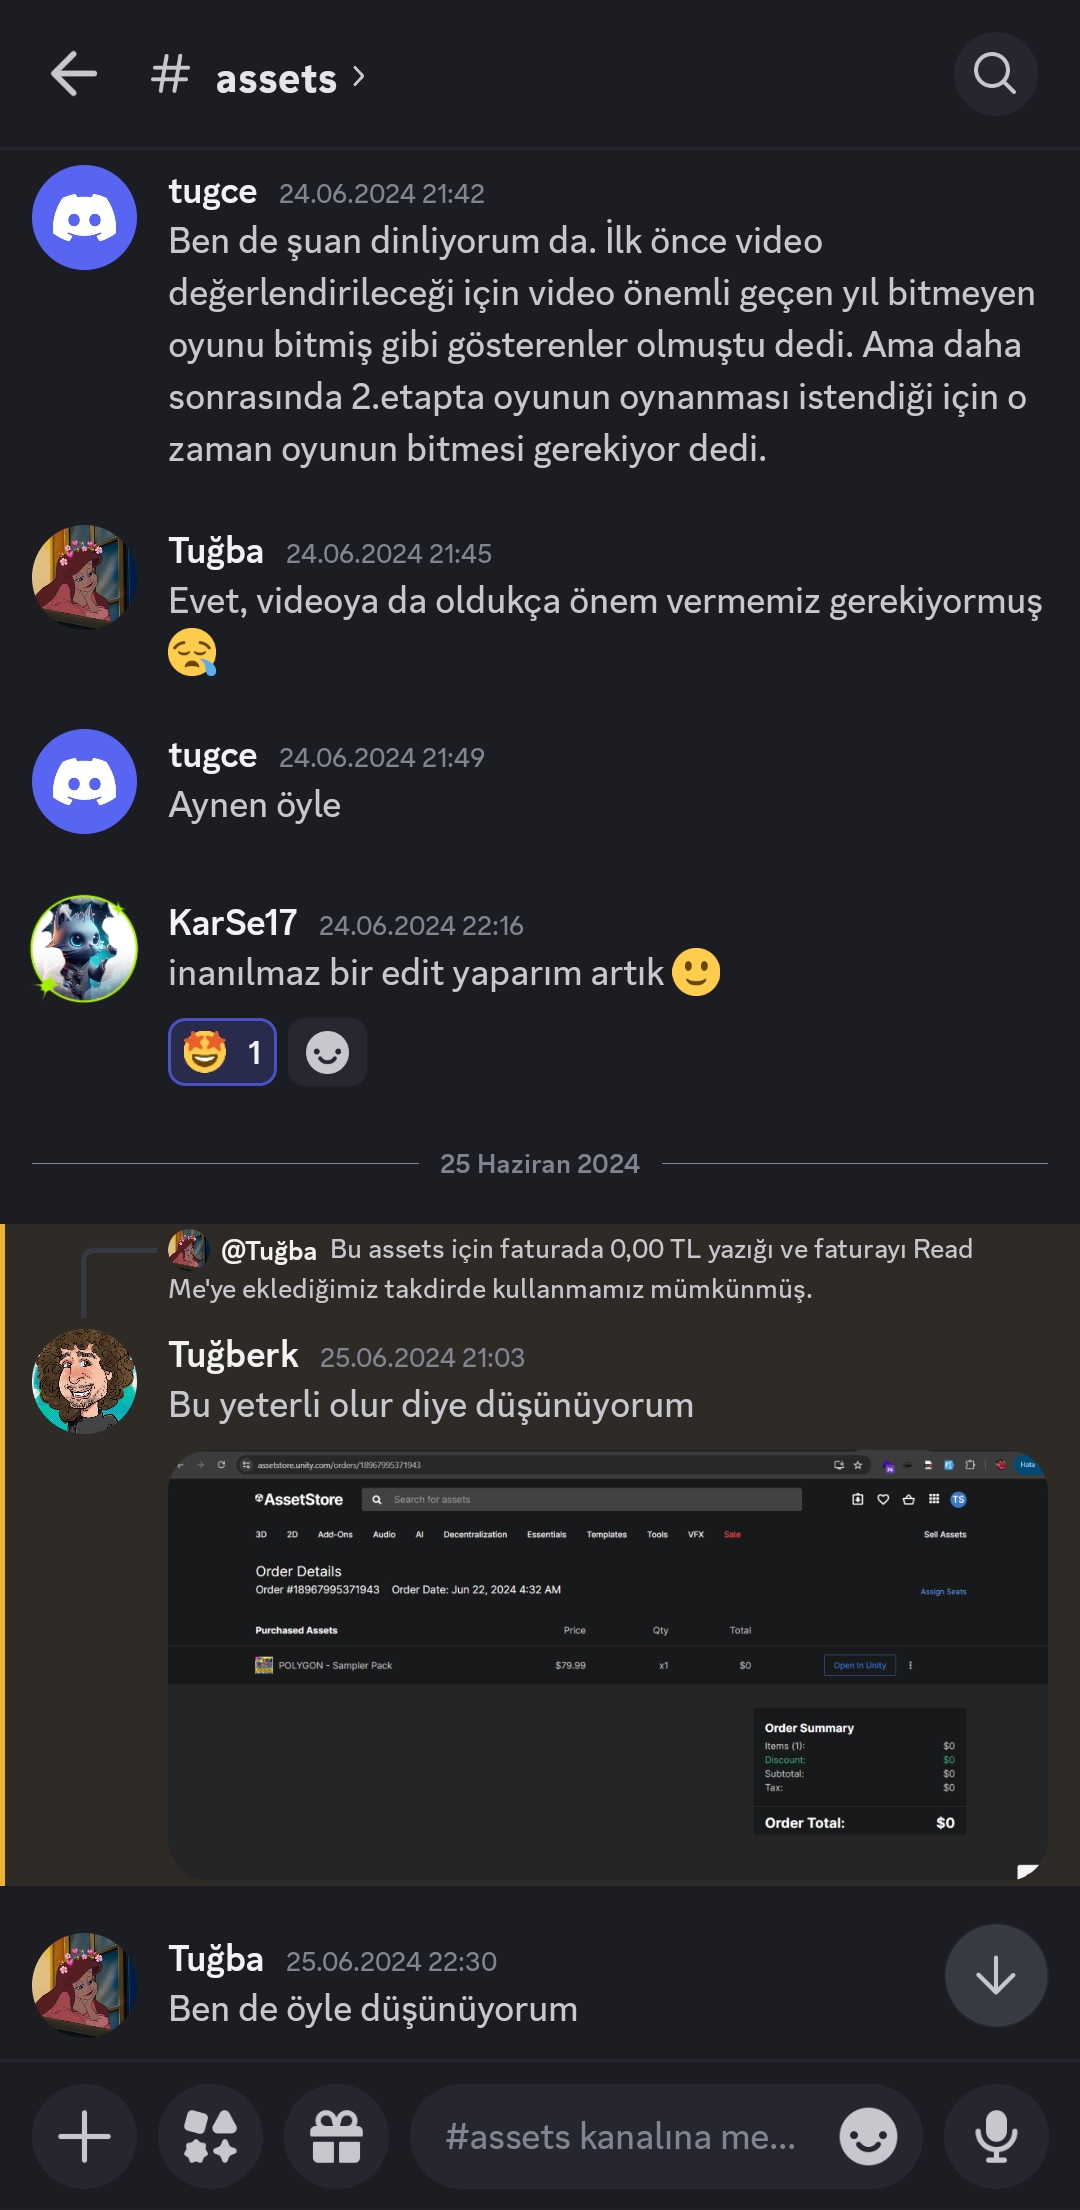 # assets
tugce 24.06.2024 21:42
Ben de şuan dinliyorum da. İlk önce video
değerlendirileceği için video önemli geçen yıl bitmeyen
oyunu bitmiş gibi gösterenler olmuştu dedi. Ama daha
sonrasında 2.etapta oyunun oynanması istendiği için o
zaman oyunun bitmesi gerekiyor dedi.
Tuğba 24.06.2024 21:45
Evet, videoya da oldukça önem vermemiz gerekiyormuş
😪
tugce 24.06.2024 21:49
Aynen öyle
KarSe17 24.06.2024 22:16
inanılmaz bir edit yaparım artık 🙂
🤩 1
25 Haziran 2024
@Tuğba Bu assets için faturada 0,00 TL yazığı ve faturayı Read
Me'ye eklediğimiz takdirde kullanmamız mümkünmüş.
Tuğberk 25.06.2024 21:03
Bu yeterli olur diye düşünüyorum
assetstore.unity.com/orders/18967995371943 Hata
AssetStore Search for assets TS
3D 2D Add-Ons Audio AI Decentralization Essentials Templates Tools VFX Sale Sell Assets
Order Details
Order #18967995371943 Order Date: Jun 22, 2024 4:32 AM Assign Seats
Purchased Assets Price Qty Total
POLYGON - Sampler Pack $79.99 x1 $0 Open in Unity
Order Summary
Items (1): $0
Discount: $0
Subtotal: $0
Tax: $0
Order Total: $0
Tuğba 25.06.2024 22:30
Ben de öyle düşünüyorum
#assets kanalına me...